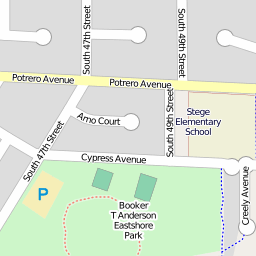 South 47th Street
South 49th Street
Potrero Avenue
Potrero Avenue
South 47th Street
Arno Court
South 49th Street
Stege
Elementary
School
Cypress Avenue
P
Booker
T Anderson
Eastshore
Park
Creely Avenue